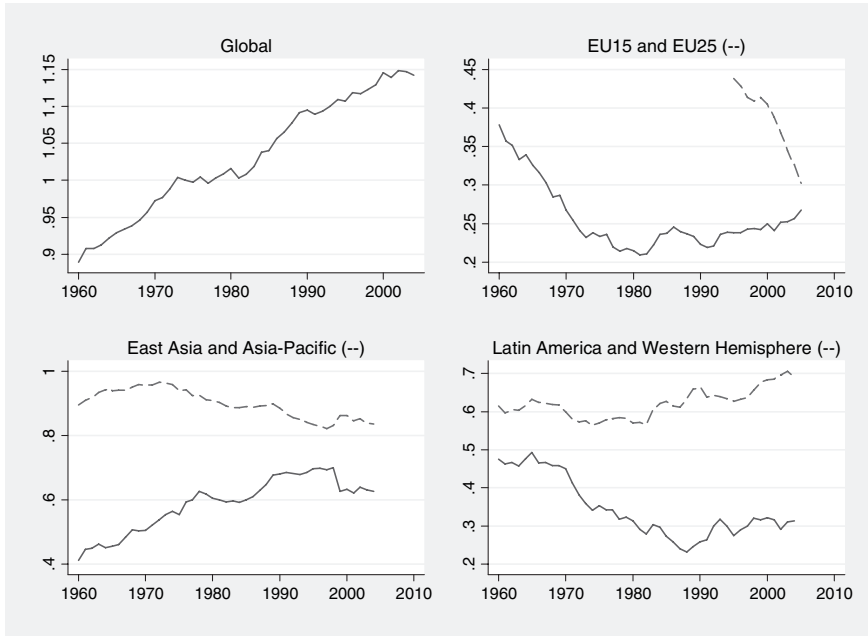 Global
1.15
1.1
1.05
1
.95
.9
1960 1970 1980 1990 2000
EU15 and EU25 (--)
.45
.4
.35
.3
.25
.2
1960 1970 1980 1990 2000 2010
East Asia and Asia-Pacific (--)
1
.8
.6
.4
1960 1970 1980 1990 2000 2010
Latin America and Western Hemisphere (--)
.7
.6
.5
.4
.3
.2
1960 1970 1980 1990 2000 2010